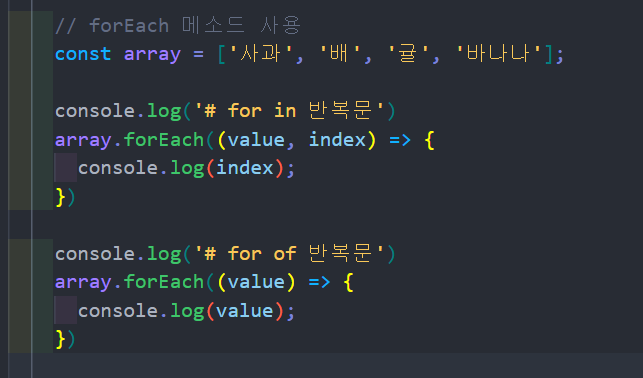 // forEach 메소드 사용
const array = ['사과', '배', '귤', '바나나'];
console.log('# for in 반복문')
array.forEach((value, index) => {
console.log(index);
})
console.log('# for of 반복문')
array.forEach((value) => {
console.log(value);
})